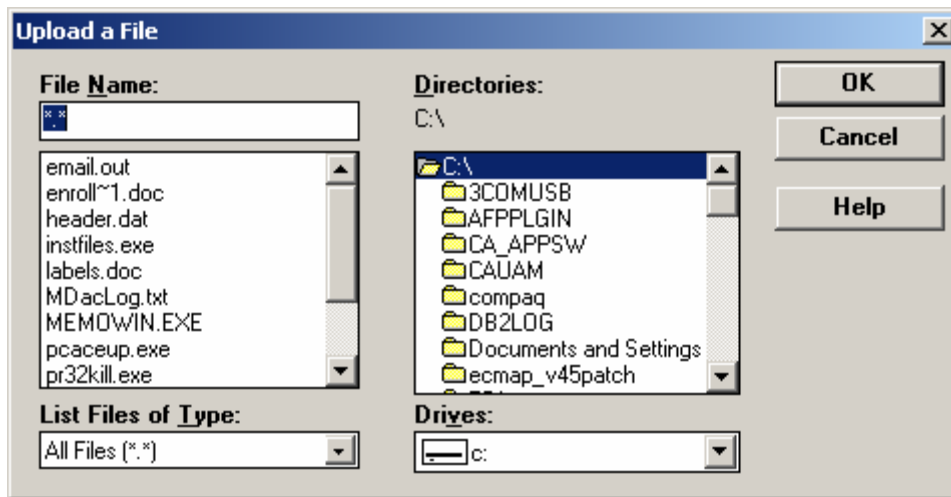 Upload a File
File Name:
*.*
email.out
enroll~1.doc
header.dat
instfiles.exe
labels.doc
MDacLog.txt
MEMOWIN.EXE
pcaceup.exe
pr32kill.exe
List Files of Type:
All Files (*.*)
Directories:
C:\
C:\
3COMUSB
AFPPLGIN
CA_APPSW
CAUAM
compaq
DB2LOG
Documents and Settings
ecmap_v45patch
Drives:
c:
OK
Cancel
Help